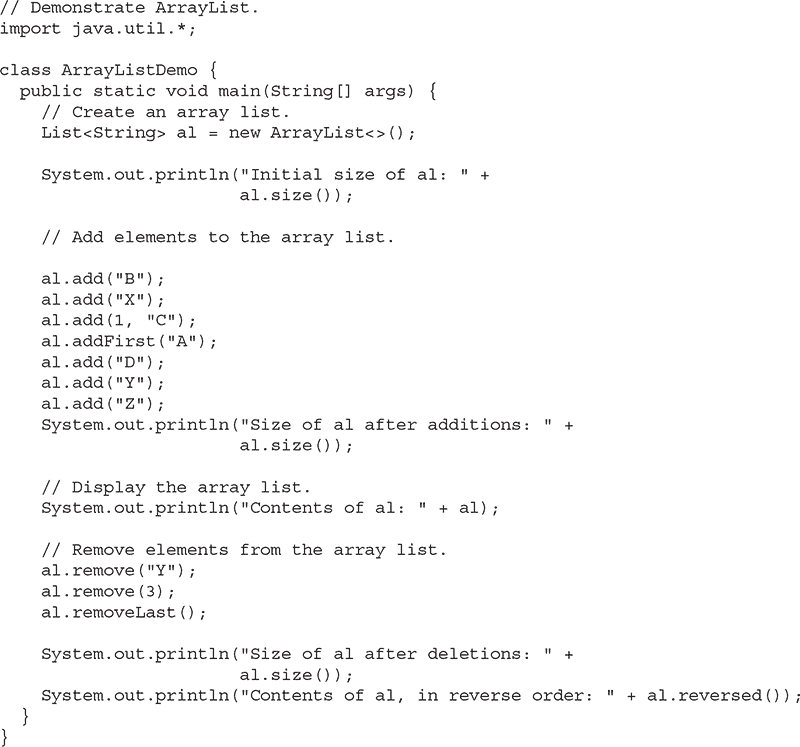 // Demonstrate ArrayList.
import java.util.*;

class ArrayListDemo {
  public static void main(String[] args) {
    // Create an array list.
    List<String> al = new ArrayList<>();

    System.out.println("Initial size of al: " +
                       al.size());

    // Add elements to the array list.

    al.add("B");
    al.add("X");
    al.add(1, "C");
    al.addFirst("A");
    al.add("D");
    al.add("Y");
    al.add("Z");
    System.out.println("Size of al after additions: " +
                       al.size());

    // Display the array list.
    System.out.println("Contents of al: " + al);

    // Remove elements from the array list.
    al.remove("Y");
    al.remove(3);
    al.removeLast();

    System.out.println("Size of al after deletions: " +
                       al.size());
    System.out.println("Contents of al, in reverse order: " + al.reversed());
  }
}